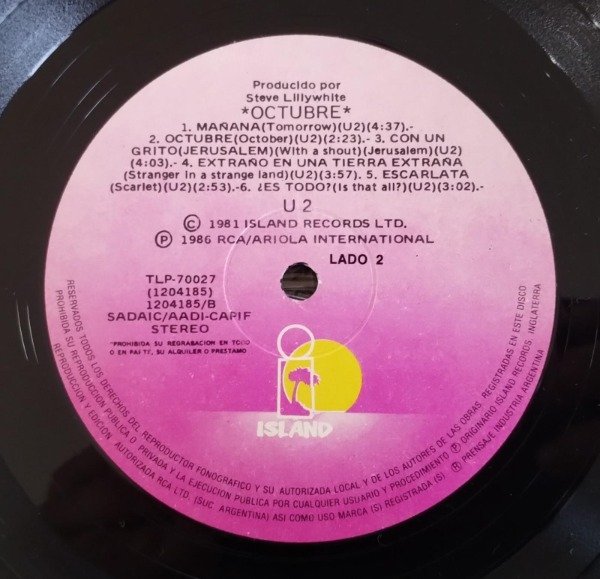 Producido por
Steve Lillywhite
*OCTUBRE*
1. MAÑANA(Tomorrow)(U2)(4:37).-
2. OCTUBRE(October)(U2)(2:23).- 3. CON UN
GRITO(JERUSALEM)(With a shout)(Jerusalem)(U2)
(4:03).- 4. EXTRAÑO EN UNA TIERRA EXTRAÑA
(Stranger in a strange land)(U2)(3:57). 5. ESCARLATA
(Scarlet)(U2)(2:53).-6. ¿ES TODO?(Is that all?)(U2)(3:02).-
U 2
© 1981 ISLAND RECORDS LTD.
Ⓟ 1986 RCA/ARIOLA INTERNATIONAL
LADO 2
TLP-70027
(1204185)
1204185/B
SADAIC/AADI-CAPIF
STEREO
"PROHIBIDA SU REGRABACION EN TODO
O EN PARTE, SU ALQUILER O PRESTAMO
ISLAND
RESERVADOS TODOS LOS DERECHOS DEL REPRODUCTOR FONOGRAFICO Y SU AUTORIZADA LOCAL Y DE LOS AUTORES DE LAS OBRAS REGISTRADAS EN ESTE DISCO
PROHIBIDA SU REPRODUCCION PUBLICA O PRIVADA Y LA EJECUCION PUBLICA POR CUALQUIER USUARIO Y PROCEDIMIENTO Ⓟ ORIGINARIO ISLAND RECORDS INGLATERRA
REPRODUCCION Y EDICION AUTORIZADA RCA LTD. (SUC ARGENTINA) ASI COMO USO MARCA (S) REGISTRADA (S) Ⓡ PRENSAJE INDUSTRIA ARGENTINA